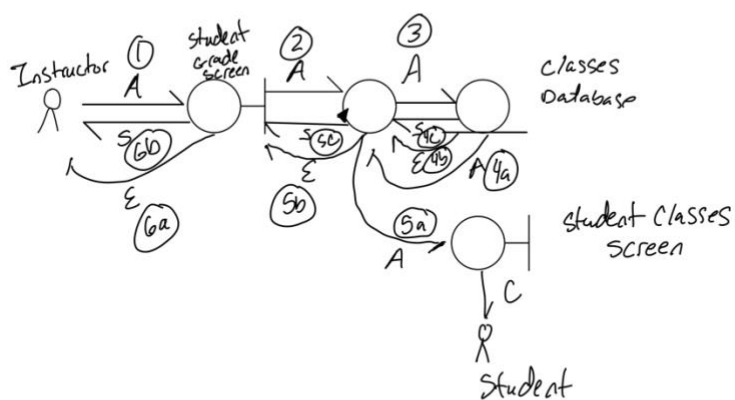 Instructor
①
A
Student
Grade
Screen
②
A
③
A
Classes
Database
S
6b
E
6a
S
5c
E
5b
S
4c
E
4b
A
4a
5a
A
Student Classes
Screen
C
Student